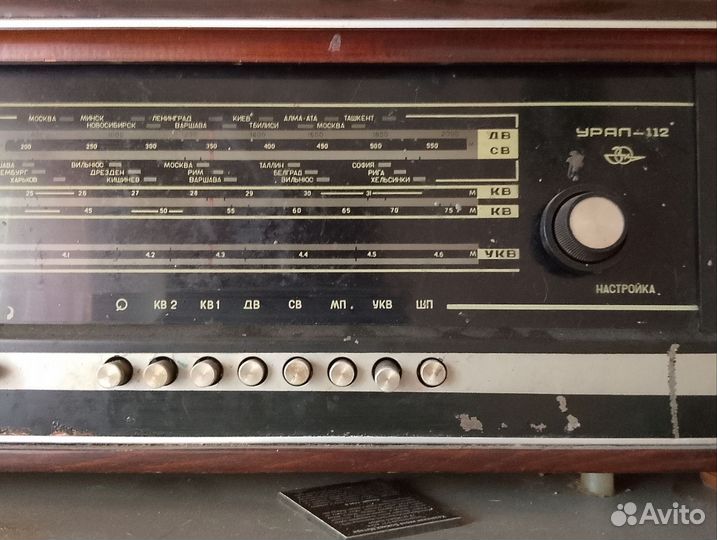 МОСКВА МИНСК ЛЕНИНГРАД КИЕВ АЛМА-АТА ТАШКЕНТ
НОВОСИБИРСК ВАРШАВА ТБИЛИСИ МОСКВА
2000
ДВ
200 250 300 350 400 450 500 550 М
СВ
УРАЛ-112
ВИЛЬНЮС МОСКВА ТАЛЛИН СОФИЯ
ДРЕЗДЕН РИМ БЕЛГРАД РИГА
ХАРЬКОВ КИШИНЕВ ВАРШАВА ВИЛЬНЮС ХЕЛЬСИНКИ
25 26 27 28 29 30 31 М КВ
45 50 55 60 65 70 75 М КВ
4.1 4.2 4.3 4.4 4.5 4.6 М УКВ
НАСТРОЙКА
КВ2 КВ1 ДВ СВ МП УКВ ШП
Avito